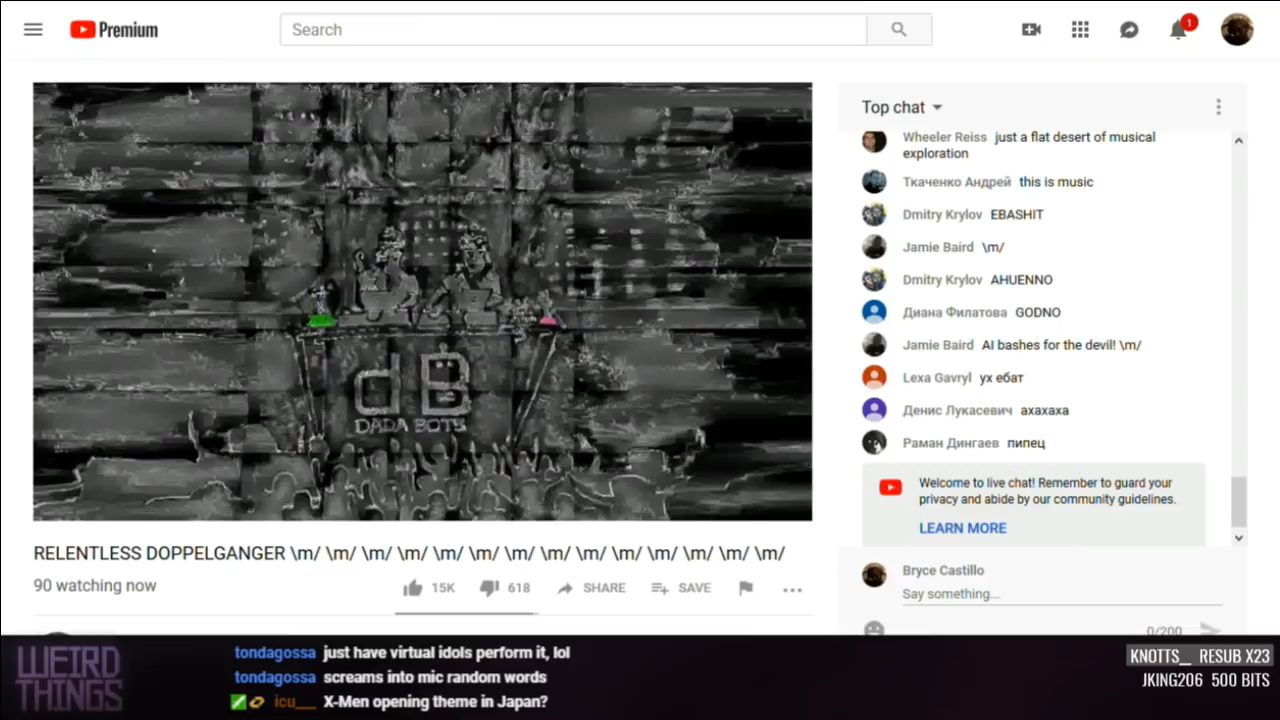 Premium
Search
1
Top chat
Wheeler Reiss just a flat desert of musical
exploration
Ткаченко Андрей this is music
Dmitry Krylov EBASHIT
Jamie Baird \m/
Dmitry Krylov AHUENNO
Диана Филатова GODNO
Jamie Baird AI bashes for the devil! \m/
Lexa Gavryl ух ебат
Денис Лукасевич ахахаха
Раман Дингаев пипец
Welcome to live chat! Remember to guard your
privacy and abide by our community guidelines.
LEARN MORE
Bryce Castillo
Say something...
0/200
dB
DADA BOTS
RELENTLESS DOPPELGANGER \m/ \m/ \m/ \m/ \m/ \m/ \m/ \m/ \m/ \m/ \m/ \m/ \m/ \m/
90 watching now
15K 618 SHARE SAVE
WEIRD
THINGS
tondagossa just have virtual idols perform it, lol
tondagossa screams into mic random words
icu__ X-Men opening theme in Japan?
KNOTTS__ RESUB X23
JKING206 500 BITS